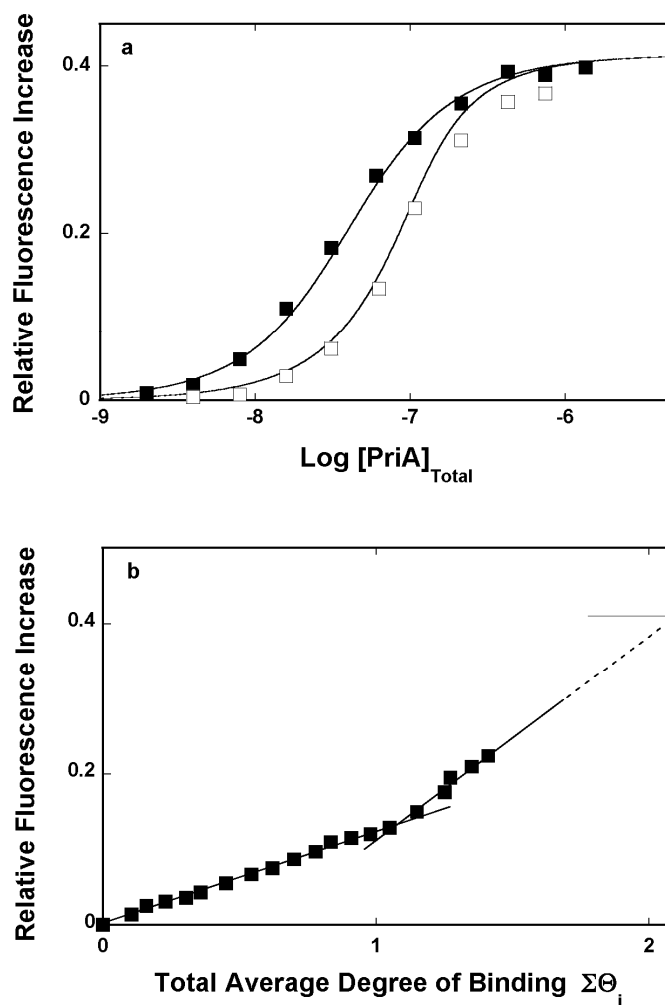 a
0.4
0.2
0
Relative Fluorescence Increase
-9 -8 -7 -6
Log [PriA]Total
b
0.4
0.2
0
Relative Fluorescence Increase
0 1 2
Total Average Degree of Binding ΣΘi